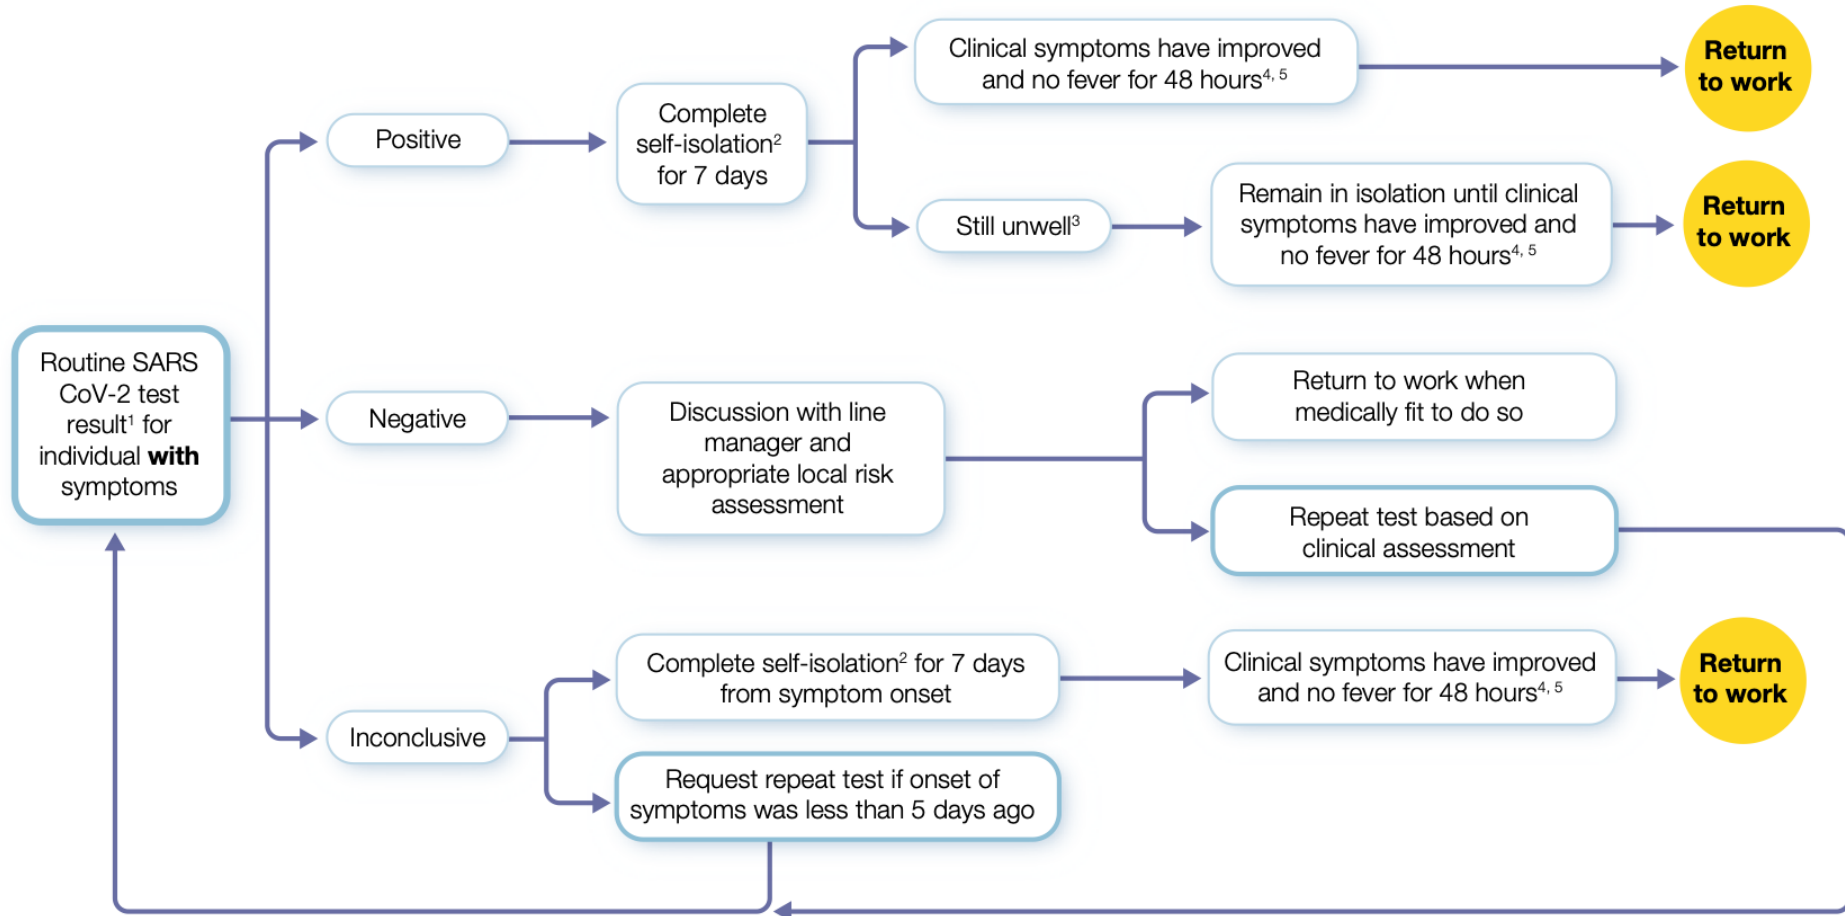 Routine SARS
CoV-2 test
result¹ for
individual with
symptoms
Positive
Complete
self-isolation²
for 7 days
Clinical symptoms have improved
and no fever for 48 hours⁴, ⁵
Return
to work
Still unwell³
Remain in isolation until clinical
symptoms have improved and
no fever for 48 hours⁴, ⁵
Return
to work
Negative
Discussion with line
manager and
appropriate local risk
assessment
Return to work when
medically fit to do so
Repeat test based on
clinical assessment
Inconclusive
Complete self-isolation² for 7 days
from symptom onset
Clinical symptoms have improved
and no fever for 48 hours⁴, ⁵
Return
to work
Request repeat test if onset of
symptoms was less than 5 days ago